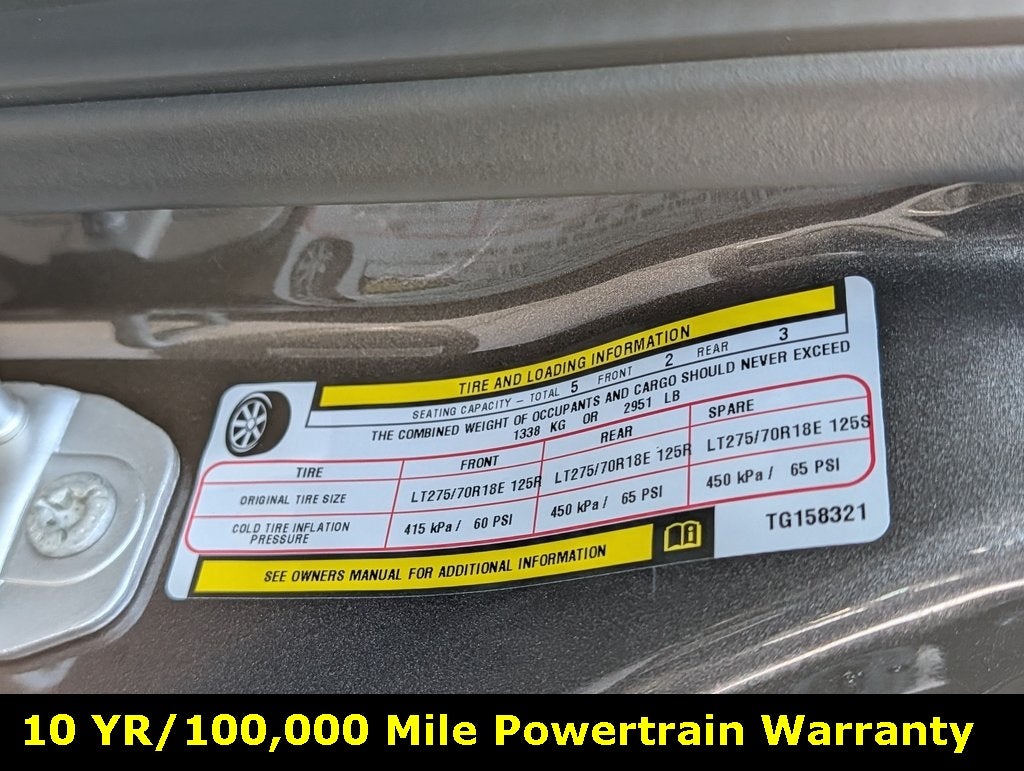 TIRE AND LOADING INFORMATION
SEATING CAPACITY – TOTAL 5 FRONT 2 REAR 3
THE COMBINED WEIGHT OF OCCUPANTS AND CARGO SHOULD NEVER EXCEED
1338 KG OR 2951 LB
TIRE FRONT REAR SPARE
ORIGINAL TIRE SIZE LT275/70R18E 125R LT275/70R18E 125R LT275/70R18E 125S
COLD TIRE INFLATION PRESSURE 415 kPa / 60 PSI 450 kPa / 65 PSI 450 kPa / 65 PSI
SEE OWNERS MANUAL FOR ADDITIONAL INFORMATION
TG158321
10 YR/100,000 Mile Powertrain Warranty